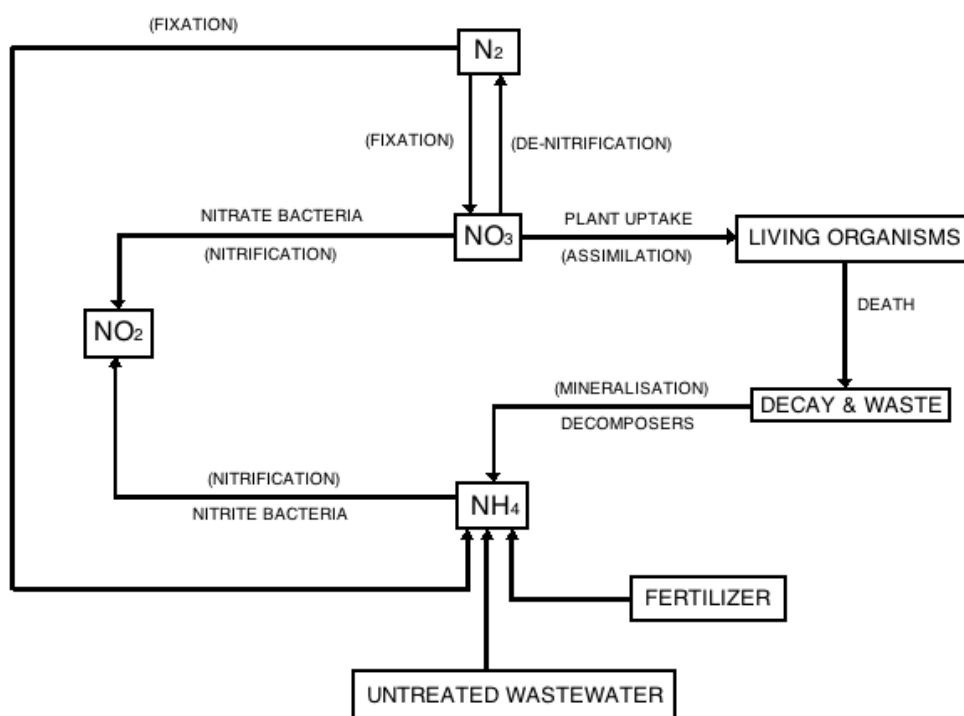 (FIXATION)
N₂
(FIXATION)
(DE-NITRIFICATION)
NITRATE BACTERIA
(NITRIFICATION)
NO₃
PLANT UPTAKE
(ASSIMILATION)
LIVING ORGANISMS
DEATH
NO₂
(MINERALISATION)
DECOMPOSERS
DECAY & WASTE
(NITRIFICATION)
NITRITE BACTERIA
NH₄
FERTILIZER
UNTREATED WASTEWATER